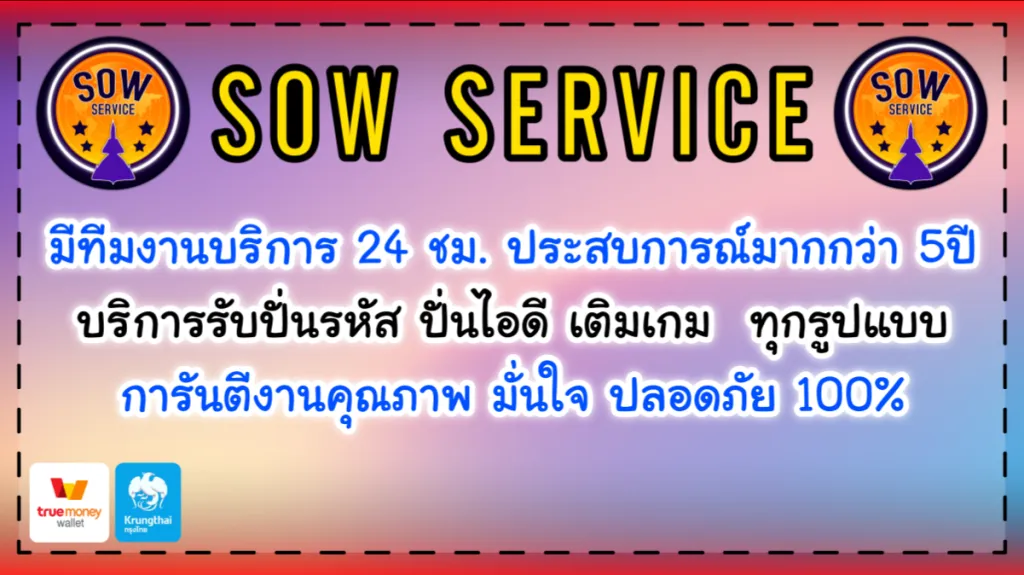 SOW
SERVICE
SOW SERVICE
SOW
SERVICE
มีทีมงานบริการ 24 ชม. ประสบการณ์มากกว่า 5ปี
บริการรับปั่นรหัส ปั่นไอดี เติมเกม ทุกรูปแบบ
การันตีงานคุณภาพ มั่นใจ ปลอดภัย 100%
truemoney
wallet
Krungthai
กรุงไทย